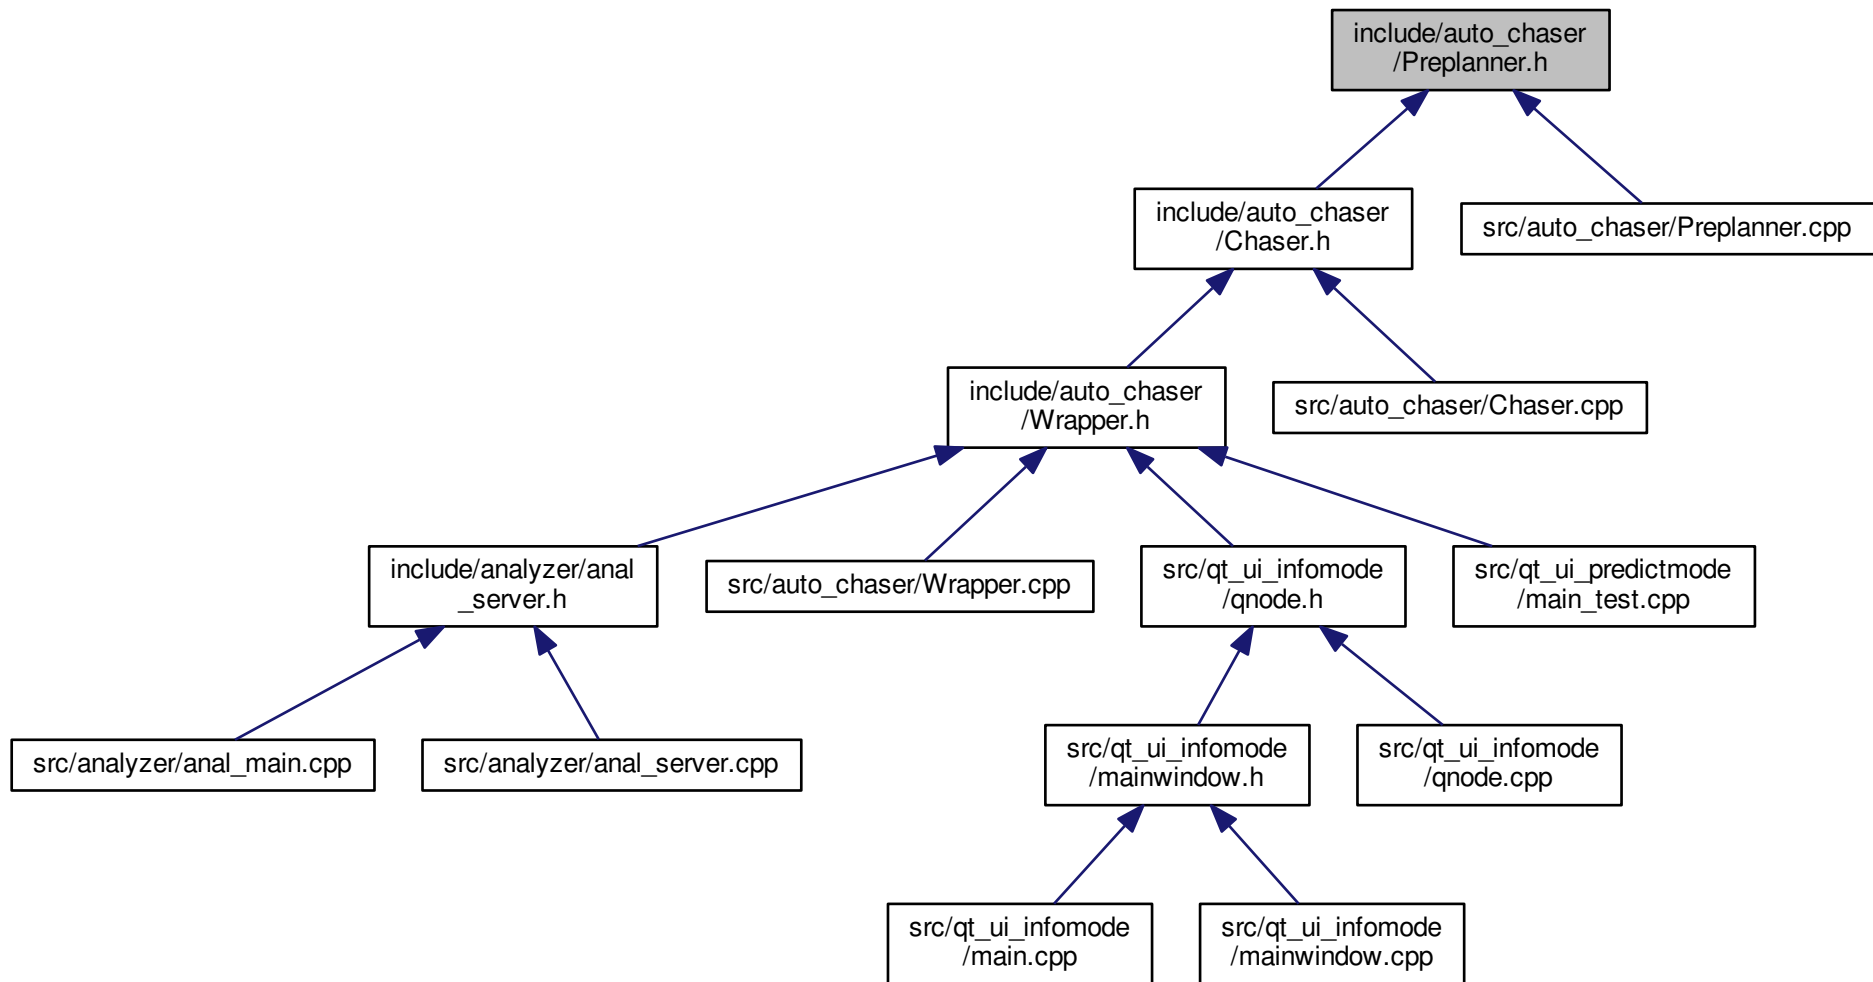 include/auto_chaser
/Preplanner.h
include/auto_chaser
/Chaser.h
src/auto_chaser/Preplanner.cpp
include/auto_chaser
/Wrapper.h
src/auto_chaser/Chaser.cpp
include/analyzer/anal
_server.h
src/auto_chaser/Wrapper.cpp
src/qt_ui_infomode
/qnode.h
src/qt_ui_predictmode
/main_test.cpp
src/analyzer/anal_main.cpp
src/analyzer/anal_server.cpp
src/qt_ui_infomode
/mainwindow.h
src/qt_ui_infomode
/qnode.cpp
src/qt_ui_infomode
/main.cpp
src/qt_ui_infomode
/mainwindow.cpp